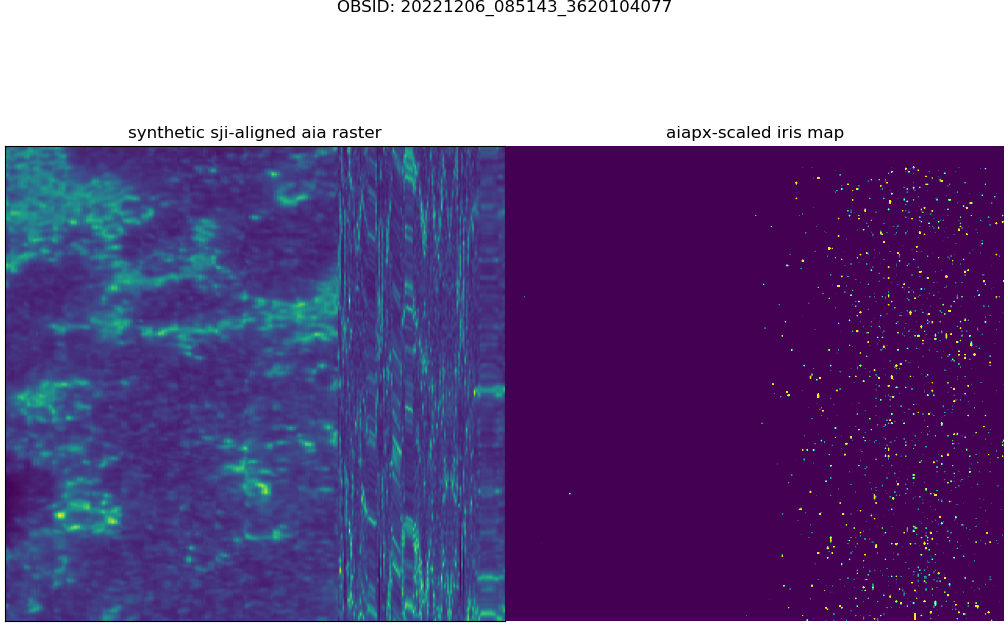 OBSID: 20221206_085143_3620104077
synthetic sji-aligned aia raster
aiapx-scaled iris map